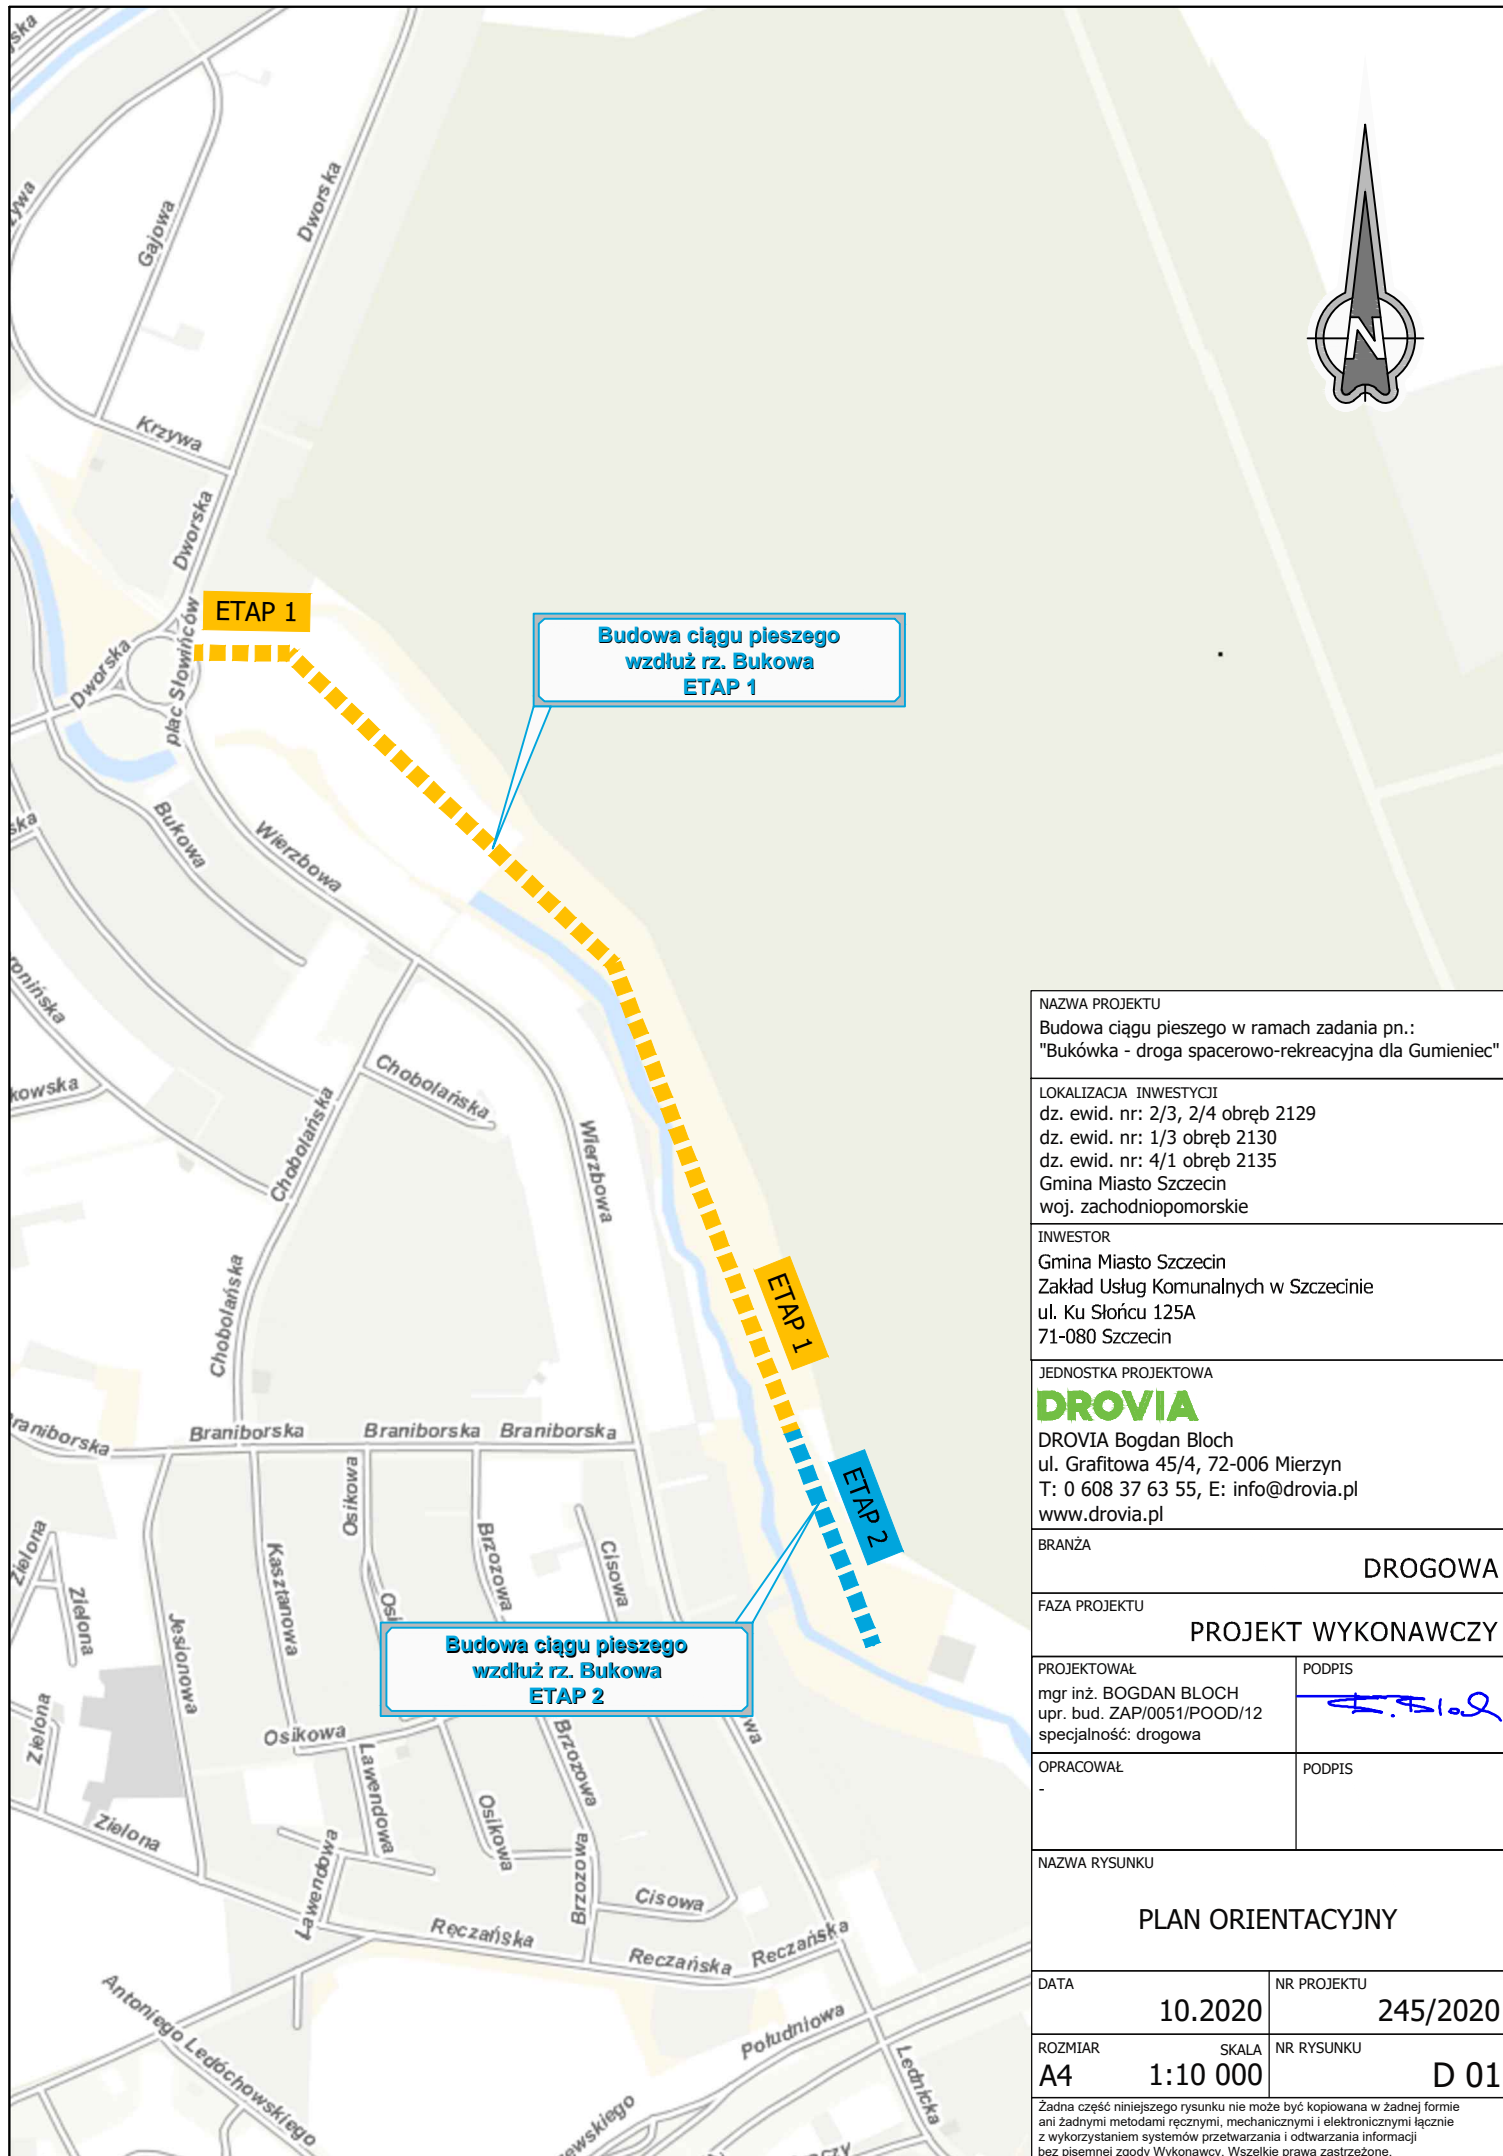 Gajowa
Dworska
Krzywa
Dworska
ETAP 1
Dworska
plac Słowińców
Budowa ciągu pieszego
wzdłuż rz. Bukowa
ETAP 1
Bukowa
Wierzbowa
Chobolańska
Chobolańska
Wierzbowa
Chobolańska
ETAP 1
Braniborska
Braniborska
Braniborska
Osikowa
Kasztanowa
Brzozowa
Cisowa
ETAP 2
Zielona
Zielona
Jesionowa
Budowa ciągu pieszego
wzdłuż rz. Bukowa
ETAP 2
Zielona
Osikowa
Lawendowa
Brzozowa
Osikowa
Zielona
Lawendowa
Brzozowa
Cisowa
Reczańska
Reczańska
Reczańska
Antoniego Ledóchowskiego
Południowa
Lednicka
NAZWA PROJEKTU
Budowa ciągu pieszego w ramach zadania pn.:
"Bukówka - droga spacerowo-rekreacyjna dla Gumieniec"
LOKALIZACJA INWESTYCJI
dz. ewid. nr: 2/3, 2/4 obręb 2129
dz. ewid. nr: 1/3 obręb 2130
dz. ewid. nr: 4/1 obręb 2135
Gmina Miasto Szczecin
woj. zachodniopomorskie
INWESTOR
Gmina Miasto Szczecin
Zakład Usług Komunalnych w Szczecinie
ul. Ku Słońcu 125A
71-080 Szczecin
JEDNOSTKA PROJEKTOWA
DROVIA
DROVIA Bogdan Bloch
ul. Grafitowa 45/4, 72-006 Mierzyn
T: 0 608 37 63 55, E: info@drovia.pl
www.drovia.pl
BRANŻA
DROGOWA
FAZA PROJEKTU
PROJEKT WYKONAWCZY
PROJEKTOWAŁ
mgr inż. BOGDAN BLOCH
upr. bud. ZAP/0051/POOD/12
specjalność: drogowa
PODPIS
B. Bloch
OPRACOWAŁ
-
PODPIS
NAZWA RYSUNKU
PLAN ORIENTACYJNY
DATA
10.2020
NR PROJEKTU
245/2020
ROZMIAR
A4
SKALA
1:10 000
NR RYSUNKU
D 01
Żadna część niniejszego rysunku nie może być kopiowana w żadnej formie
ani żadnymi metodami ręcznymi, mechanicznymi i elektronicznymi łącznie
z wykorzystaniem systemów przetwarzania i odtwarzania informacji
bez pisemnej zgody Wykonawcy. Wszelkie prawa zastrzeżone.
N